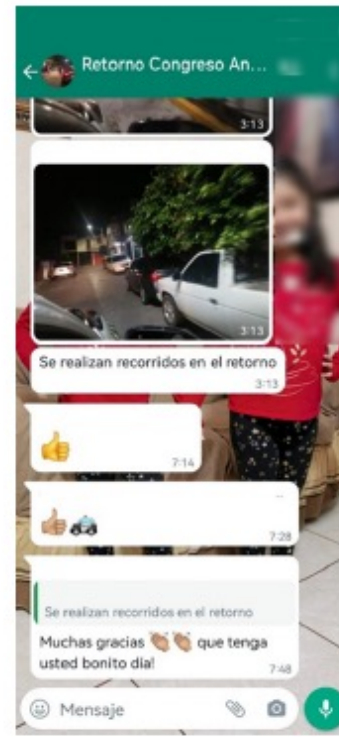 Retorno Congreso An...
3:13
3:13
Se realizan recorridos en el retorno
3:13
👍
7:14
👍🏼🚓
7:28
Se realizan recorridos en el retorno
Muchas gracias 👏🏼👏🏼 que tenga
usted bonito día!
7:48
Mensaje